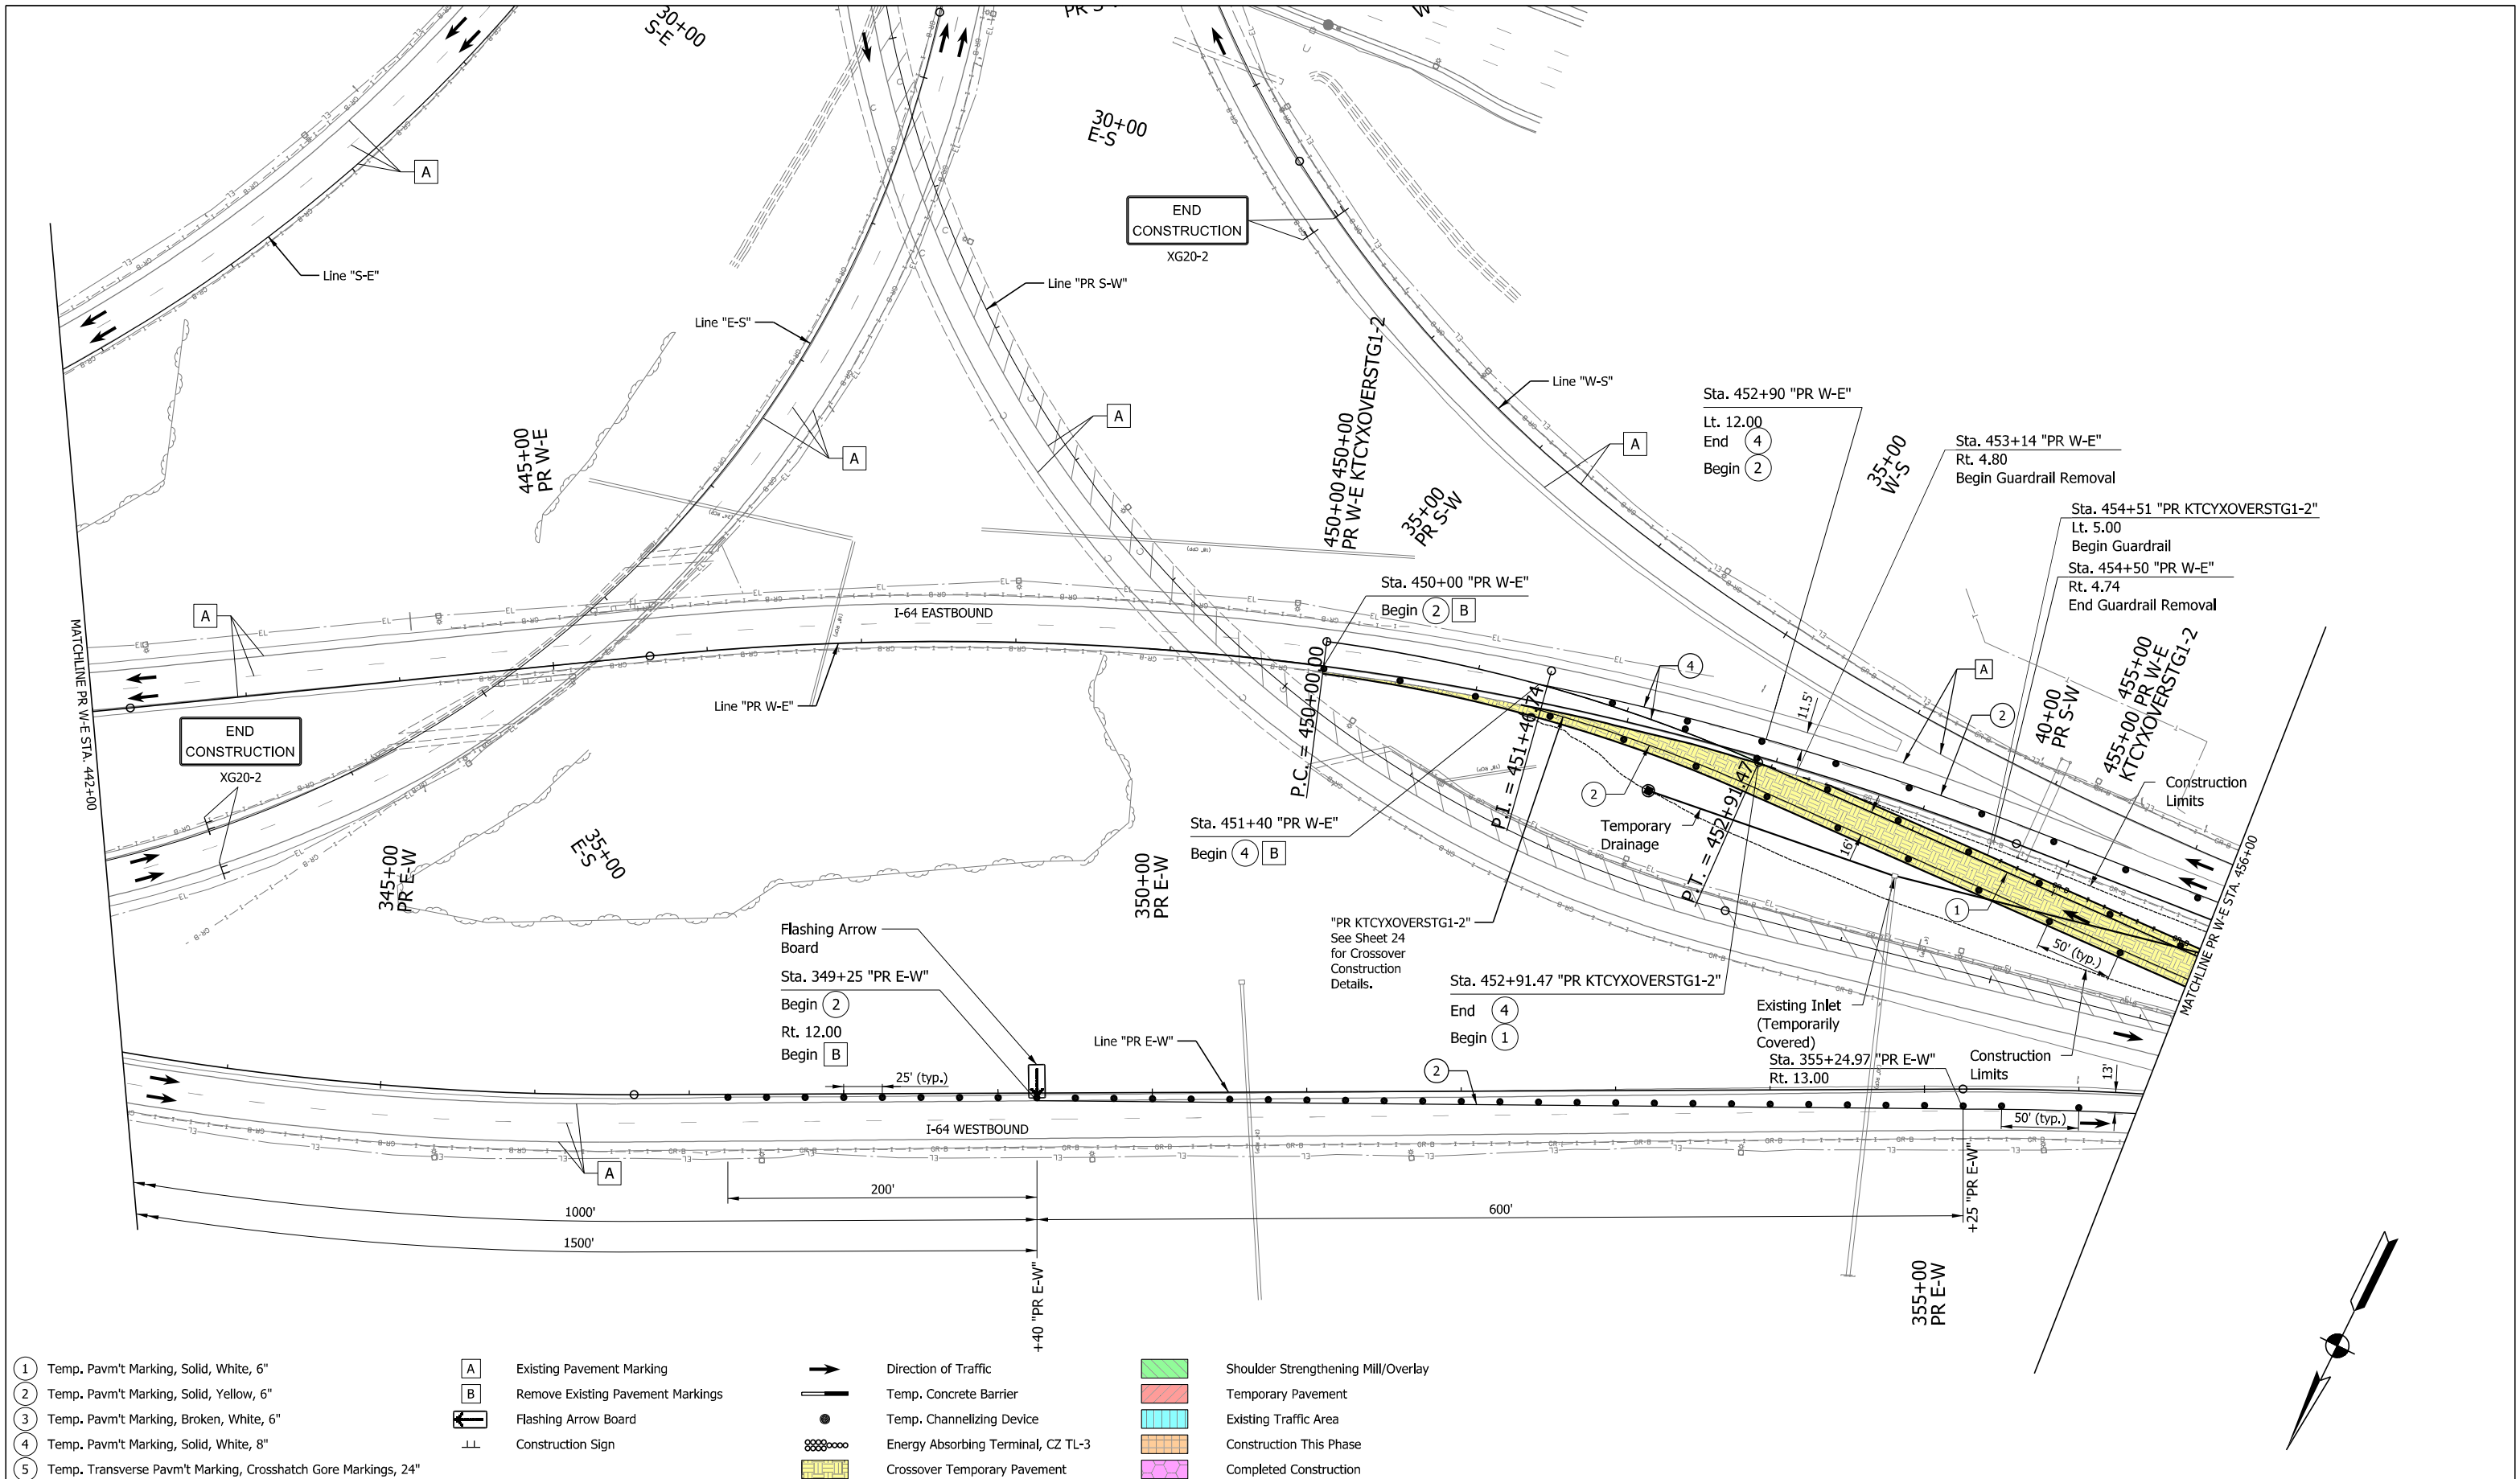 30+00
S-E
30+00
E-S
A
END
CONSTRUCTION
XG20-2
Line "S-E"
Line "PR S-W"
Line "E-S"
Line "W-S"
A
A
A
445+00
PR W-E
450+00 450+00
PR W-E KTCYXOVERSTG1-2
35+00
PR S-W
35+00
W-S
Sta. 452+90 "PR W-E"
Lt. 12.00
End 4
Begin 2
Sta. 453+14 "PR W-E"
Rt. 4.80
Begin Guardrail Removal
Sta. 454+51 "PR KTCYXOVERSTG1-2"
Lt. 5.00
Begin Guardrail
Sta. 454+50 "PR W-E"
Rt. 4.74
End Guardrail Removal
Sta. 450+00 "PR W-E"
Begin 2 B
A
I-64 EASTBOUND
MATCHLINE PR W-E STA. 442+00
Line "PR W-E"
END
CONSTRUCTION
XG20-2
P.C. = 450+00.00
P.I. = 451+46.74
P.T. = 452+91.47
4
11.5'
A
2
40+00
PR S-W
455+00 455+00
PR W-E
KTCYXOVERSTG1-2
Construction
Limits
2
Temporary
Drainage
16'
1
50' (typ.)
Sta. 451+40 "PR W-E"
Begin 4 B
MATCHLINE PR W-E STA. 456+00
345+00
PR E-W
35+00
E-S
350+00
PR E-W
"PR KTCYXOVERSTG1-2"
See Sheet 24
for Crossover
Construction
Details.
Flashing Arrow
Board
Sta. 349+25 "PR E-W"
Begin 2
Rt. 12.00
Begin B
Sta. 452+91.47 "PR KTCYXOVERSTG1-2"
End 4
Begin 1
Existing Inlet
(Temporarily
Covered)
Sta. 355+24.97 "PR E-W"
Rt. 13.00
Construction
Limits
Line "PR E-W"
25' (typ.)
2
13'
50' (typ.)
I-64 WESTBOUND
A
200'
1000'
1500'
600'
+40 "PR E-W"
+25 "PR E-W"
355+00
PR E-W
1 Temp. Pavm't Marking, Solid, White, 6"
2 Temp. Pavm't Marking, Solid, Yellow, 6"
3 Temp. Pavm't Marking, Broken, White, 6"
4 Temp. Pavm't Marking, Solid, White, 8"
5 Temp. Transverse Pavm't Marking, Crosshatch Gore Markings, 24"
A Existing Pavement Marking
B Remove Existing Pavement Markings
Flashing Arrow Board
Construction Sign
Direction of Traffic
Temp. Concrete Barrier
Temp. Channelizing Device
Energy Absorbing Terminal, CZ TL-3
Crossover Temporary Pavement
Shoulder Strengthening Mill/Overlay
Temporary Pavement
Existing Traffic Area
Construction This Phase
Completed Construction